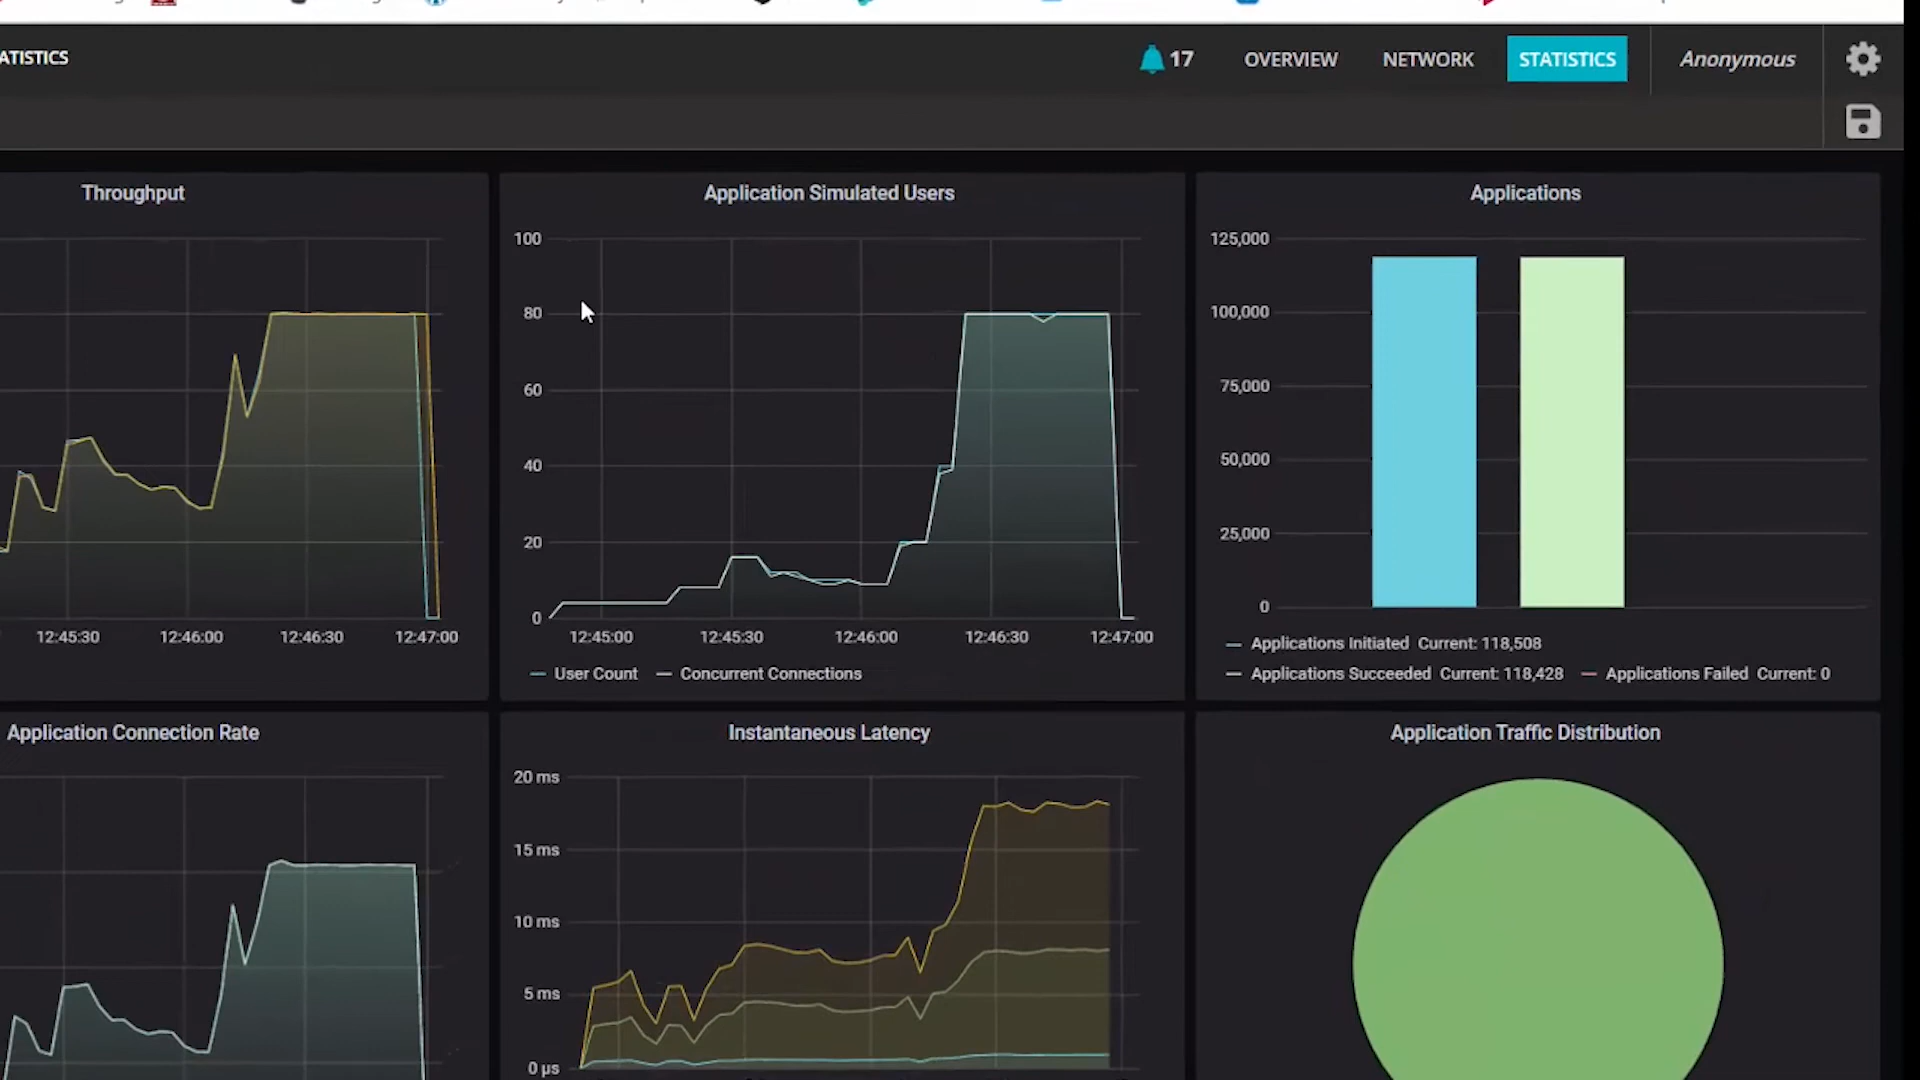 ATISTICS
17
OVERVIEW
NETWORK
STATISTICS
Anonymous
Throughput
12:45:30
12:46:00
12:46:30
12:47:00
Application Simulated Users
100
80
60
40
20
0
12:45:00
12:45:30
12:46:00
12:46:30
12:47:00
User Count
Concurrent Connections
Applications
125,000
100,000
75,000
50,000
25,000
0
Applications Initiated Current: 118,508
Applications Succeeded Current: 118,428
Applications Failed Current: 0
Application Connection Rate
Instantaneous Latency
20 ms
15 ms
10 ms
5 ms
0 µs
Application Traffic Distribution